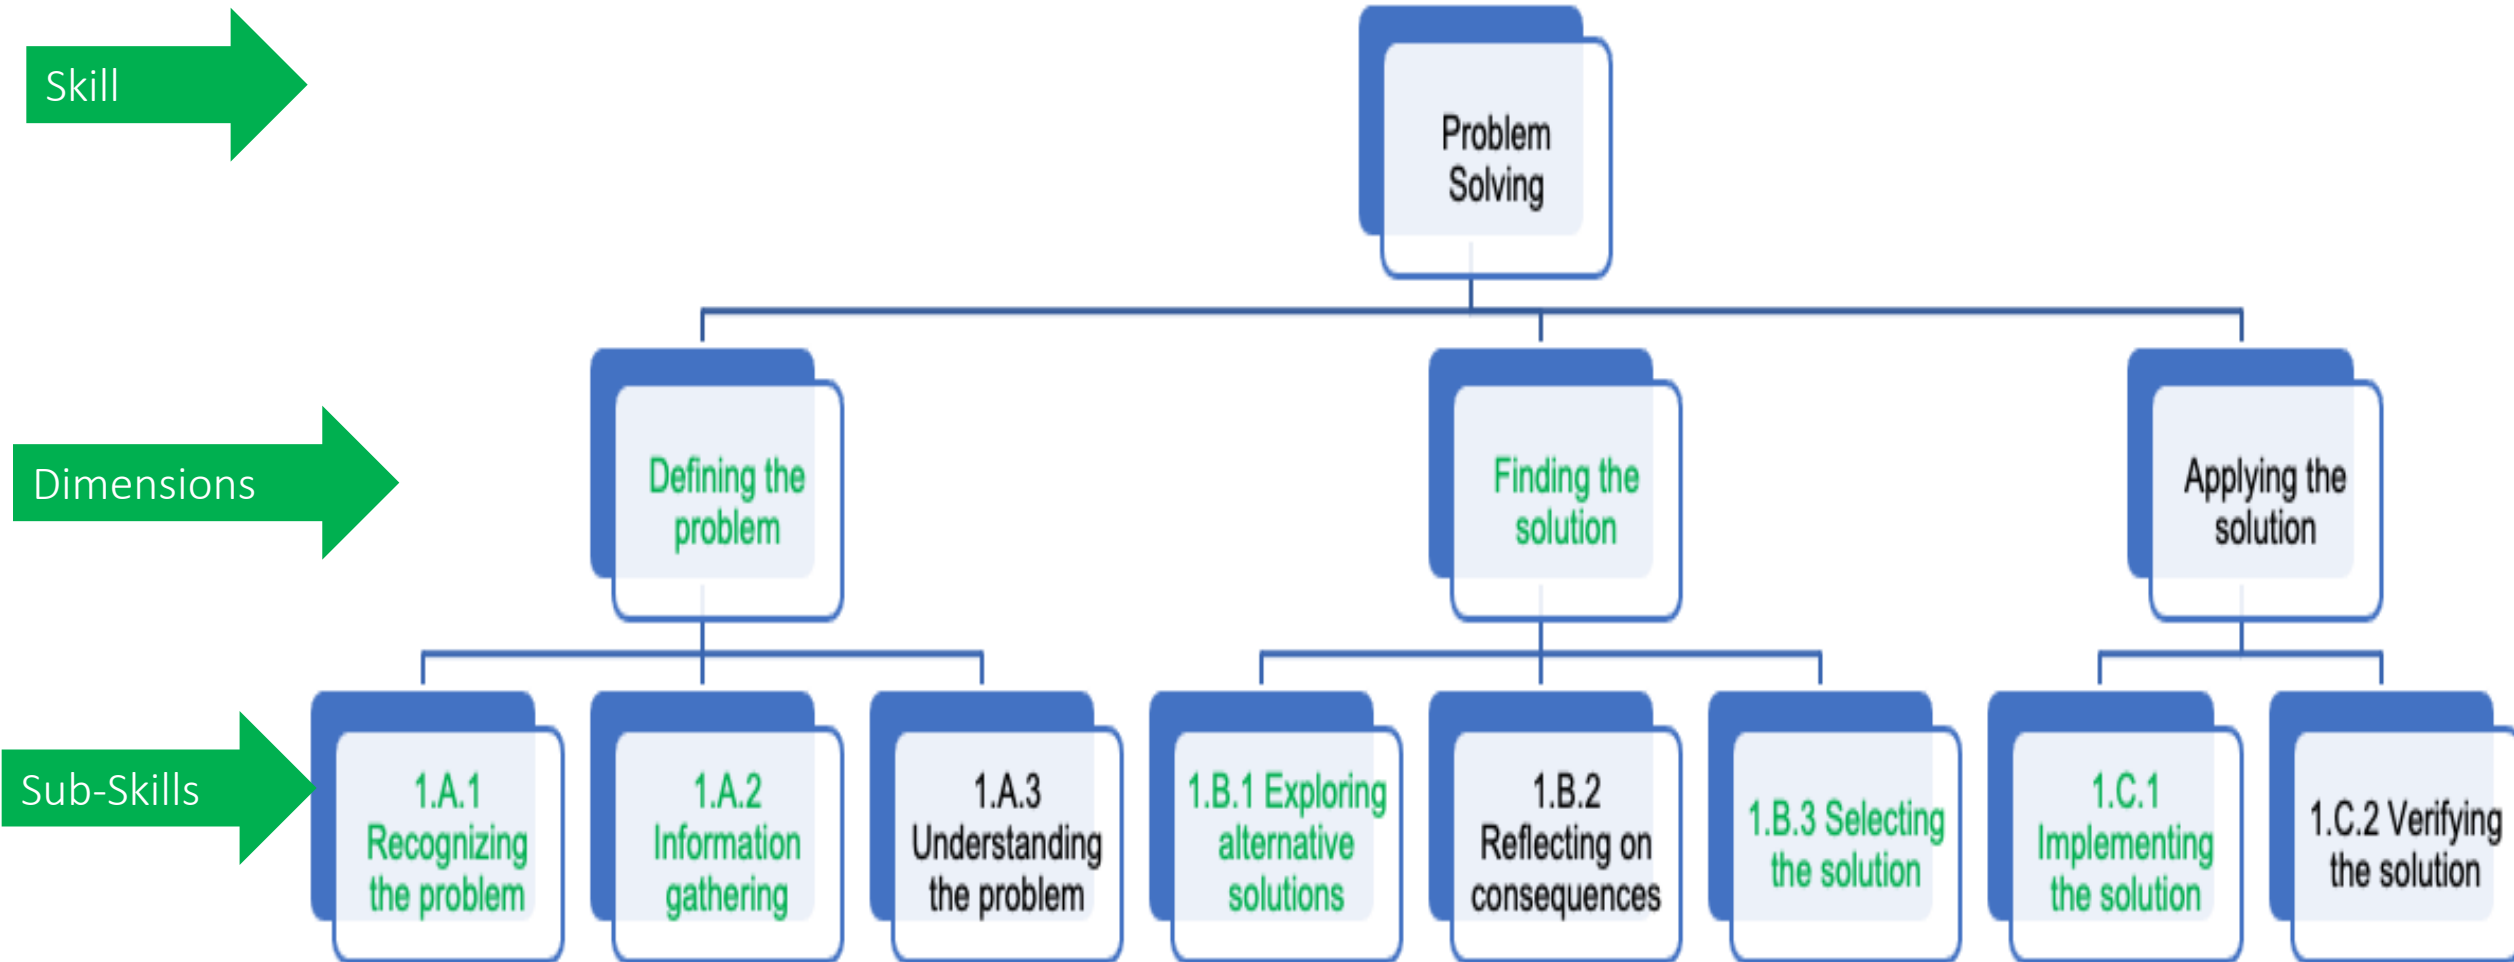 Skill
Problem
Solving
Dimensions
Defining the
problem
Finding the
solution
Applying the
solution
Sub-Skills
1.A.1
Recognizing
the problem
1.A.2
Information
gathering
1.A.3
Understanding
the problem
1.B.1 Exploring
alternative
solutions
1.B.2
Reflecting on
consequences
1.B.3 Selecting
the solution
1.C.1
Implementing
the solution
1.C.2 Verifying
the solution